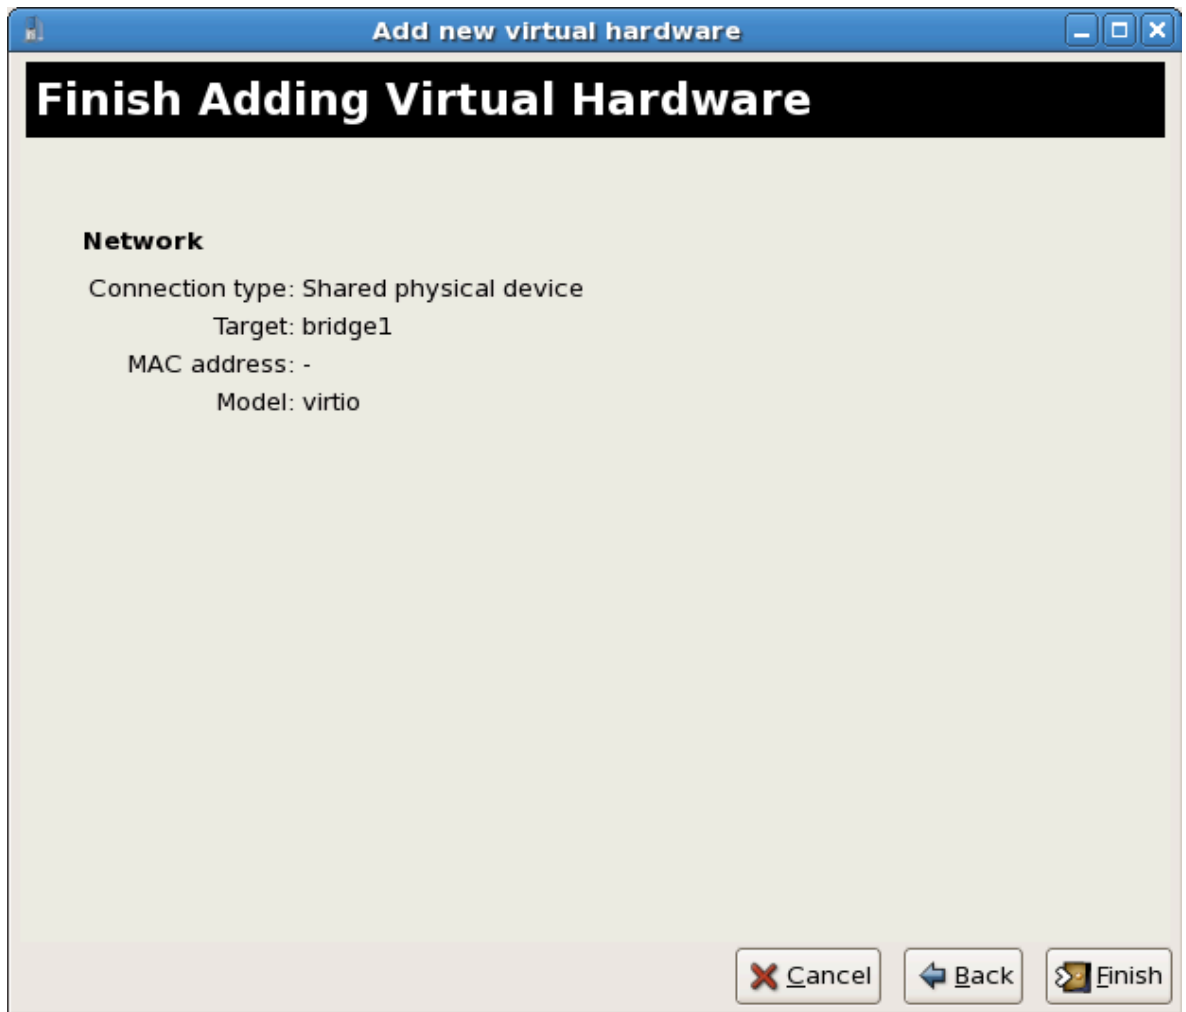 Add new virtual hardware
Finish Adding Virtual Hardware
Network
Connection type: Shared physical device
Target: bridge1
MAC address: -
Model: virtio
Cancel Back Finish